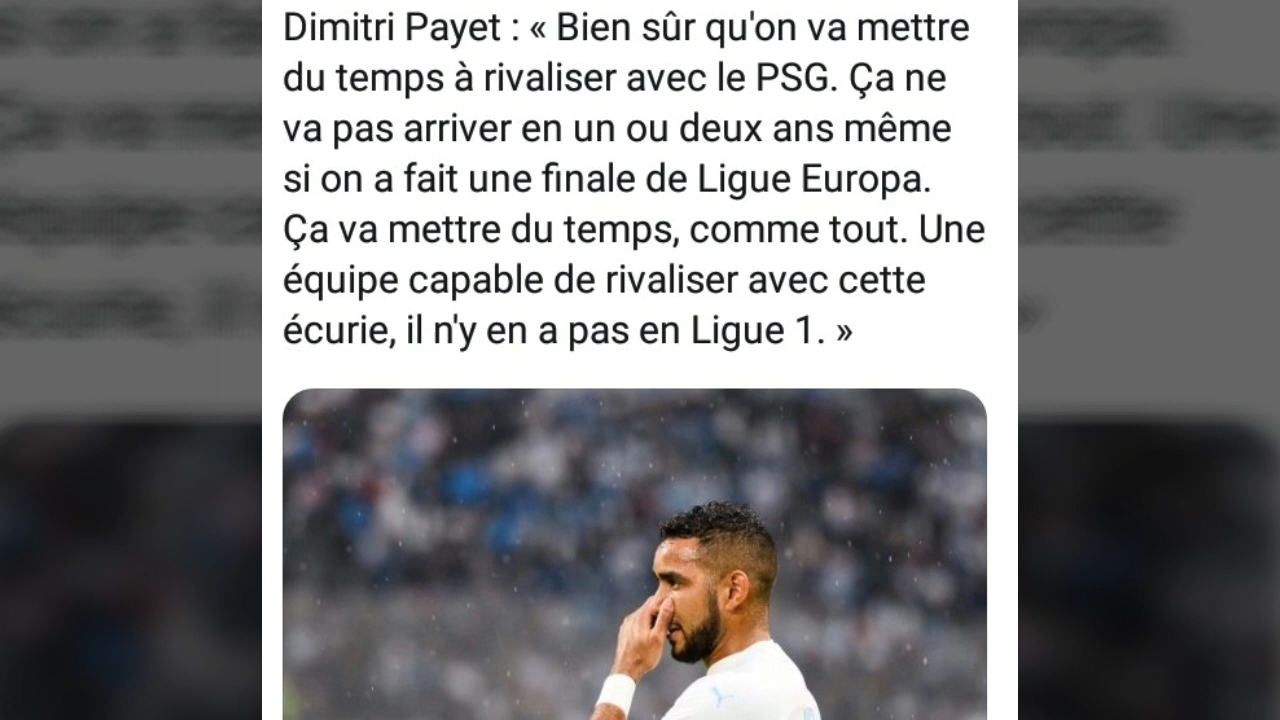 Dimitri Payet : « Bien sûr qu'on va mettre
du temps à rivaliser avec le PSG. Ça ne
va pas arriver en un ou deux ans même
si on a fait une finale de Ligue Europa.
Ça va mettre du temps, comme tout. Une
équipe capable de rivaliser avec cette
écurie, il n'y en a pas en Ligue 1. »